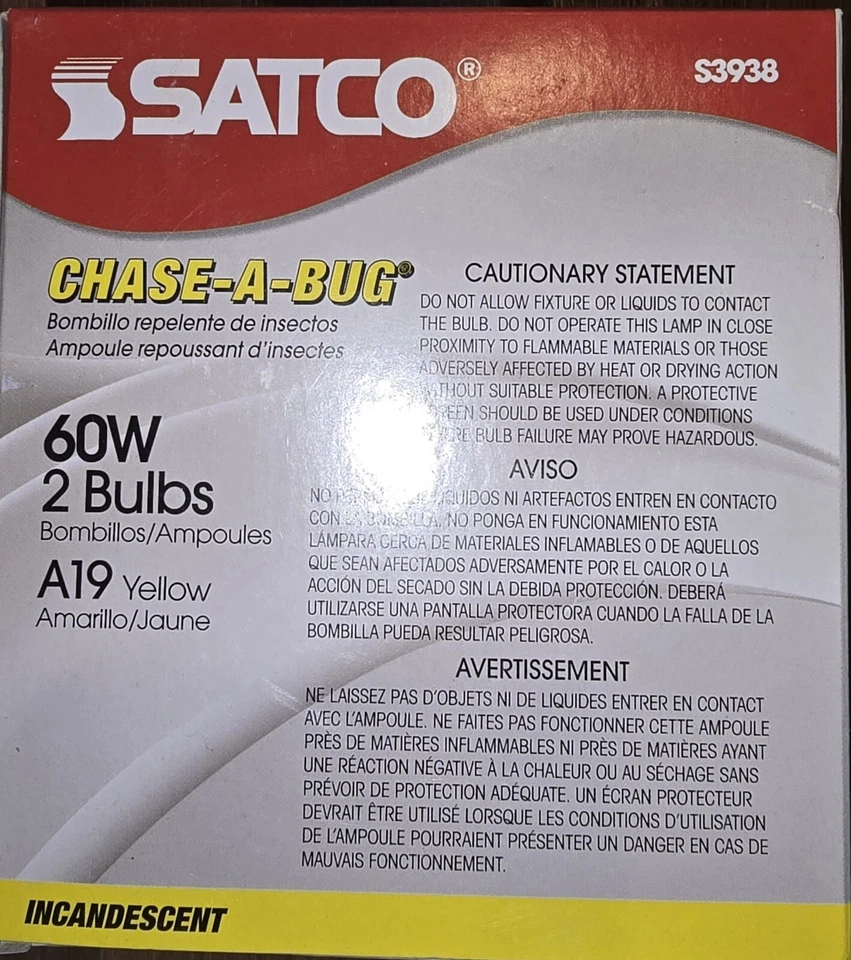 SATCO®
S3938
CHASE-A-BUG®
Bombillo repelente de insectos
Ampoule repoussant d'insectes
60W
2 Bulbs
Bombillos/Ampoules
A19 Yellow
Amarillo/Jaune
CAUTIONARY STATEMENT
DO NOT ALLOW FIXTURE OR LIQUIDS TO CONTACT
THE BULB. DO NOT OPERATE THIS LAMP IN CLOSE
PROXIMITY TO FLAMMABLE MATERIALS OR THOSE
ADVERSELY AFFECTED BY HEAT OR DRYING ACTION
SUITABLE PROTECTION. A PROTECTIVE
SHOULD BE USED UNDER CONDITIONS
BULB FAILURE MAY PROVE HAZARDOUS.
AVISO
NO LIQUIDOS NI ARTEFACTOS ENTREN EN CONTACTO
CON LA BOMBILLA. NO PONGA EN FUNCIONAMIENTO ESTA
LÁMPARA CERCA DE MATERIALES INFLAMABLES O DE AQUELLOS
QUE SEAN AFECTADOS ADVERSAMENTE POR EL CALOR O LA
ACCIÓN DEL SECADO SIN LA DEBIDA PROTECCIÓN. DEBERÁ
UTILIZARSE UNA PANTALLA PROTECTORA CUANDO LA FALLA DE LA
BOMBILLA PUEDA RESULTAR PELIGROSA.
AVERTISSEMENT
NE LAISSEZ PAS D'OBJETS NI DE LIQUIDES ENTRER EN CONTACT
AVEC L'AMPOULE. NE FAITES PAS FONCTIONNER CETTE AMPOULE
PRÈS DE MATIÈRES INFLAMMABLES NI PRÈS DE MATIÈRES AYANT
UNE RÉACTION NÉGATIVE À LA CHALEUR OU AU SÉCHAGE SANS
PRÉVOIR DE PROTECTION ADÉQUATE. UN ÉCRAN PROTECTEUR
DEVRAIT ÊTRE UTILISÉ LORSQUE LES CONDITIONS D'UTILISATION
DE L'AMPOULE POURRAIENT PRÉSENTER UN DANGER EN CAS DE
MAUVAIS FONCTIONNEMENT.
INCANDESCENT